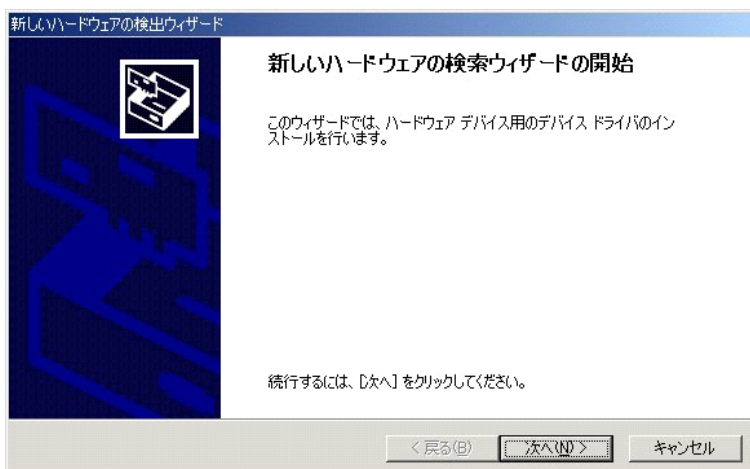 新しいハードウェアの検出ウィザード
新しいハードウェアの検索ウィザードの開始
このウィザードでは、ハードウェア デバイス用のデバイス ドライバのイン
ストールを行います。
続行するには、[次へ] をクリックしてください。
< 戻る(B)
次へ(N) >
キャンセル